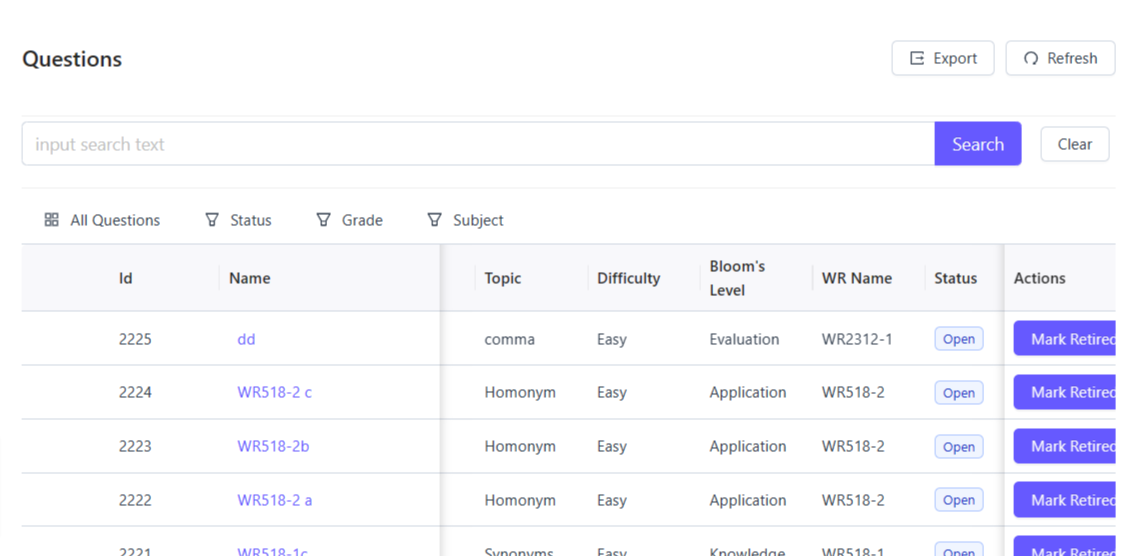 Questions
Export
Refresh
input search text
Search
Clear
All Questions
Status
Grade
Subject
Id
Name
Topic
Difficulty
Bloom's
Level
WR Name
Status
Actions
2225 dd comma Easy Evaluation WR2312-1 Open Mark Retired
2224 WR518-2 c Homonym Easy Application WR518-2 Open Mark Retired
2223 WR518-2b Homonym Easy Application WR518-2 Open Mark Retired
2222 WR518-2 a Homonym Easy Application WR518-2 Open Mark Retired
2221 WR518-1c Synonyms Easy Knowledge WR518-1 Open Mark Retired